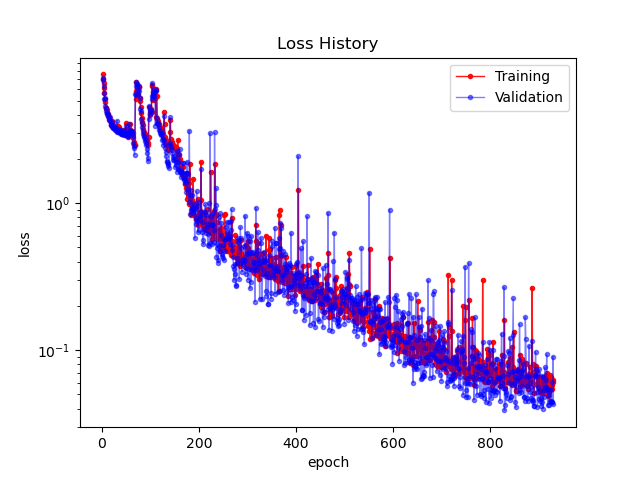 Loss History
Training
Validation
10⁰
10⁻¹
loss
0 200 400 600 800
epoch